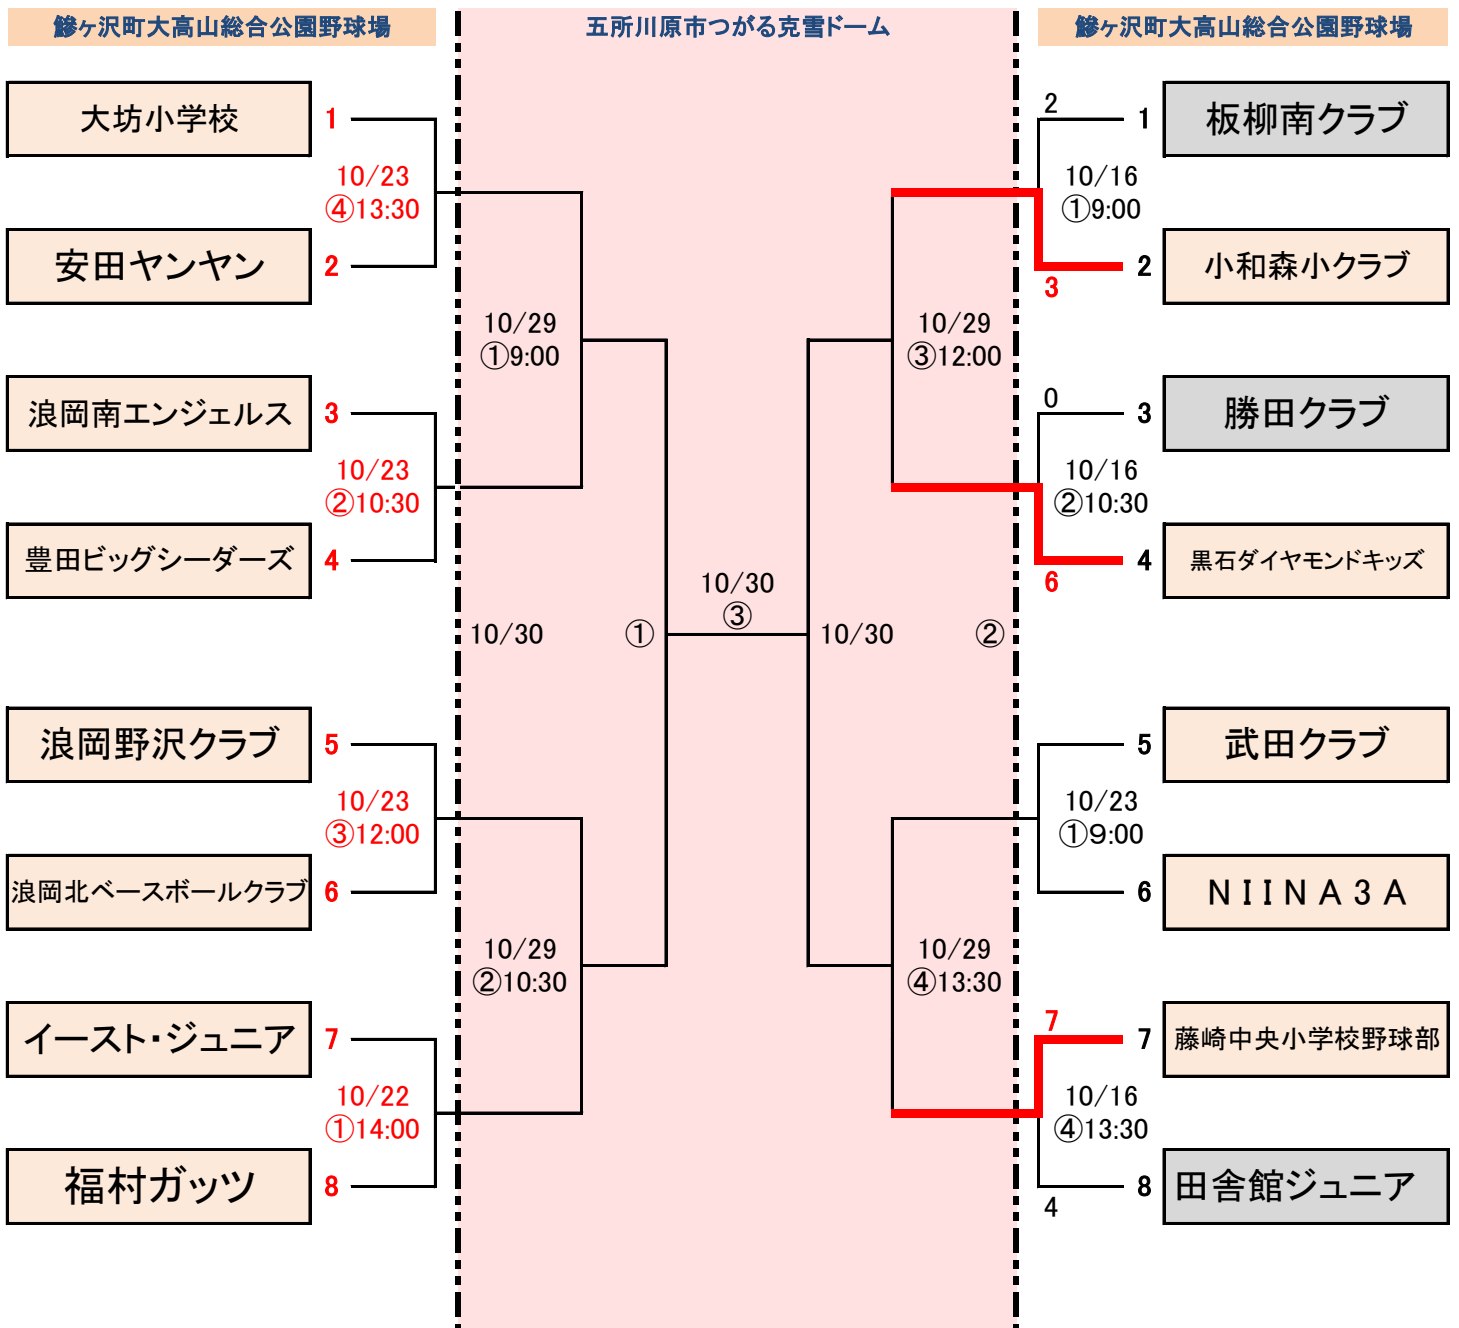 鰺ヶ沢町大高山総合公園野球場
五所川原市つがる克雪ドーム
鰺ヶ沢町大高山総合公園野球場
大坊小学校
1
10/23
④13:30
安田ヤンヤン
2
浪岡南エンジェルス
3
10/23
②10:30
豊田ビッグシーダーズ
4
浪岡野沢クラブ
5
10/23
③12:00
浪岡北ベースボールクラブ
6
イースト・ジュニア
7
10/22
①14:00
福村ガッツ
8
10/29
①9:00
10/30
①
10/29
②10:30
10/30
③
10/29
③12:00
10/30
②
10/29
④13:30
2
1
板柳南クラブ
10/16
①9:00
3
2
小和森小クラブ
0
3
勝田クラブ
10/16
②10:30
6
4
黒石ダイヤモンドキッズ
5
武田クラブ
10/23
①9:00
6
ＮＩＩＮＡ３Ａ
7
7
藤崎中央小学校野球部
10/16
④13:30
4
8
田舎館ジュニア